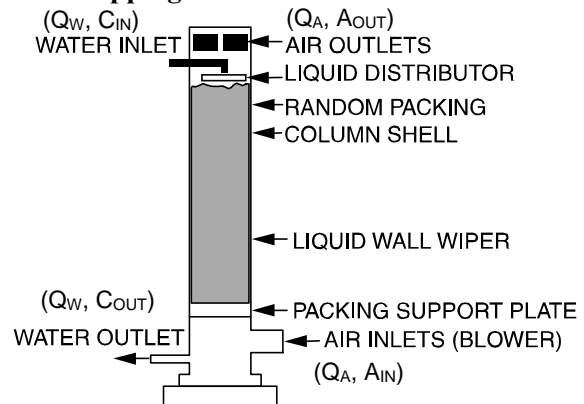 (QW, CIN)
WATER INLET
(QA, AOUT)
AIR OUTLETS
LIQUID DISTRIBUTOR
RANDOM PACKING
COLUMN SHELL
LIQUID WALL WIPER
(QW, COUT)
PACKING SUPPORT PLATE
WATER OUTLET
AIR INLETS (BLOWER)
(QA, AIN)